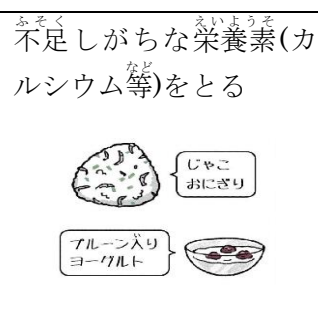 不足しがちな栄養素(カ
ルシウム等)をとる
じゃこ
おにぎり
プルーン入り
ヨーグルト